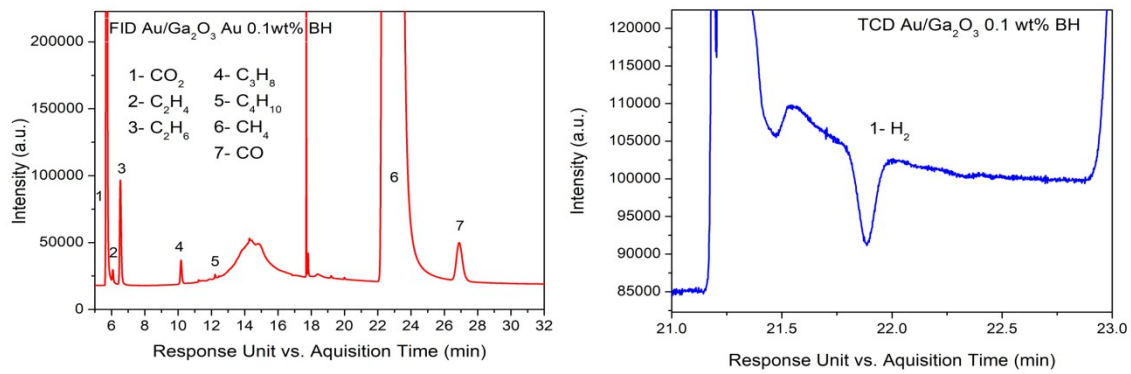 FID Au/Ga₂O₃ Au 0.1wt% BH
1- CO₂
2- C₂H₄
3- C₂H₆
4- C₃H₈
5- C₄H₁₀
6- CH₄
7- CO
200000
150000
100000
50000
0
Intensity (a.u.)
1
2
3
4
5
6
7
6 8 10 12 14 16 18 20 22 24 26 28 30 32
Response Unit vs. Aquisition Time (min)
TCD Au/Ga₂O₃ 0.1 wt% BH
1- H₂
120000
115000
110000
105000
100000
95000
90000
85000
Intensity (a.u.)
21.0 21.5 22.0 22.5 23.0
Response Unit vs. Aquisition Time (min)